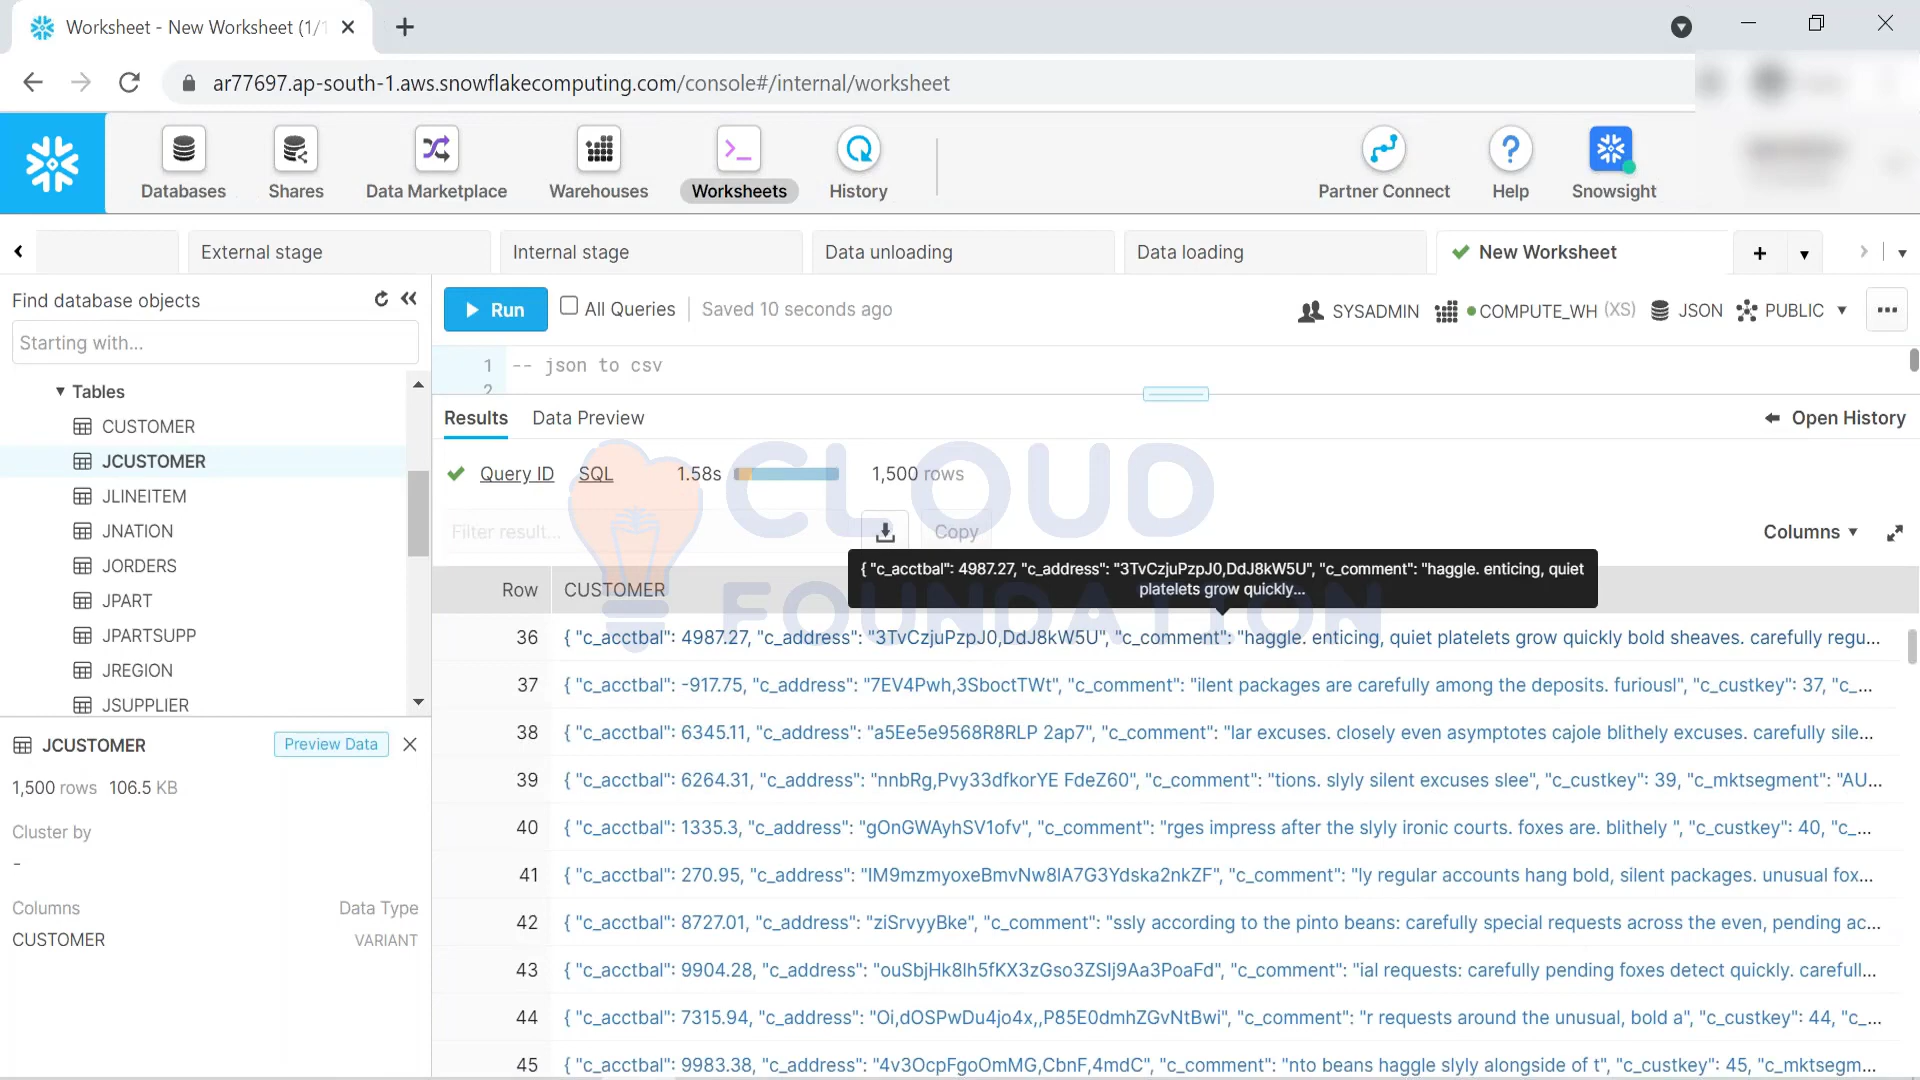 Worksheet - New Worksheet (1/1
ar77697.ap-south-1.aws.snowflakecomputing.com/console#/internal/worksheet
Databases
Shares
Data Marketplace
Warehouses
Worksheets
History
Partner Connect
Help
Snowsight
External stage
Internal stage
Data unloading
Data loading
New Worksheet
Find database objects
Starting with...
Run
All Queries
Saved 10 seconds ago
SYSADMIN
COMPUTE_WH (XS)
JSON
PUBLIC
1 -- json to csv
2
Tables
CUSTOMER
JCUSTOMER
JLINEITEM
JNATION
JORDERS
JPART
JPARTSUPP
JREGION
JSUPPLIER
JCUSTOMER
Preview Data
1,500 rows 106.5 KB
Cluster by
-
Columns Data Type
CUSTOMER VARIANT
Results
Data Preview
Open History
Query ID
SQL
1.58s
1,500 rows
CLOUD
FOUNDATION
Filter result...
Copy
Columns
{ "c_acctbal": 4987.27, "c_address": "3TvCzjuPzpJ0,DdJ8kW5U", "c_comment": "haggle. enticing, quiet
platelets grow quickly...
Row CUSTOMER
36 { "c_acctbal": 4987.27, "c_address": "3TvCzjuPzpJ0,DdJ8kW5U", "c_comment": "haggle. enticing, quiet platelets grow quickly bold sheaves. carefully regu...
37 { "c_acctbal": -917.75, "c_address": "7EV4Pwh,3SboctTWt", "c_comment": "ilent packages are carefully among the deposits. furiousl", "c_custkey": 37, "c_...
38 { "c_acctbal": 6345.11, "c_address": "a5Ee5e9568R8RLP 2ap7", "c_comment": "lar excuses. closely even asymptotes cajole blithely excuses. carefully sile...
39 { "c_acctbal": 6264.31, "c_address": "nnbRg,Pvy33dfkorYE FdeZ60", "c_comment": "tions. slyly silent excuses slee", "c_custkey": 39, "c_mktsegment": "AU...
40 { "c_acctbal": 1335.3, "c_address": "gOnGWAyhSV1ofv", "c_comment": "rges impress after the slyly ironic courts. foxes are. blithely ", "c_custkey": 40, "c_...
41 { "c_acctbal": 270.95, "c_address": "IM9mzmyoxeBmvNw8lA7G3Ydska2nkZF", "c_comment": "ly regular accounts hang bold, silent packages. unusual fox...
42 { "c_acctbal": 8727.01, "c_address": "ziSrvyyBke", "c_comment": "ssly according to the pinto beans: carefully special requests across the even, pending ac...
43 { "c_acctbal": 9904.28, "c_address": "ouSbjHk8lh5fKX3zGso3ZSIj9Aa3PoaFd", "c_comment": "ial requests: carefully pending foxes detect quickly. carefull...
44 { "c_acctbal": 7315.94, "c_address": "Oi,dOSPwDu4jo4x,,P85E0dmhZGvNtBwi", "c_comment": "r requests around the unusual, bold a", "c_custkey": 44, "c_...
45 { "c_acctbal": 9983.38, "c_address": "4v3OcpFgoOmMG,CbnF,4mdC", "c_comment": "nto beans haggle slyly alongside of t", "c_custkey": 45, "c_mktsegm...